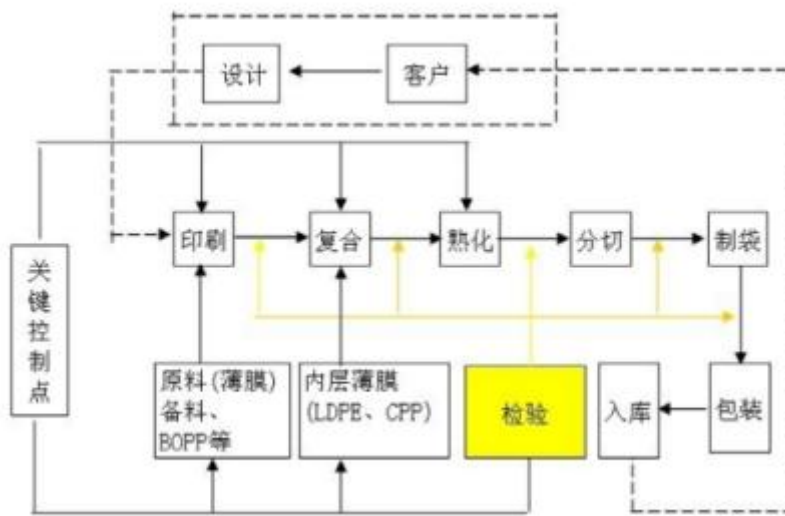 设计
客户
印刷
复合
熟化
分切
制袋
关
键
控
制
点
原料(薄膜)
备料、
BOPP等
内层薄膜
(LDPE、CPP)
检验
入库
包装